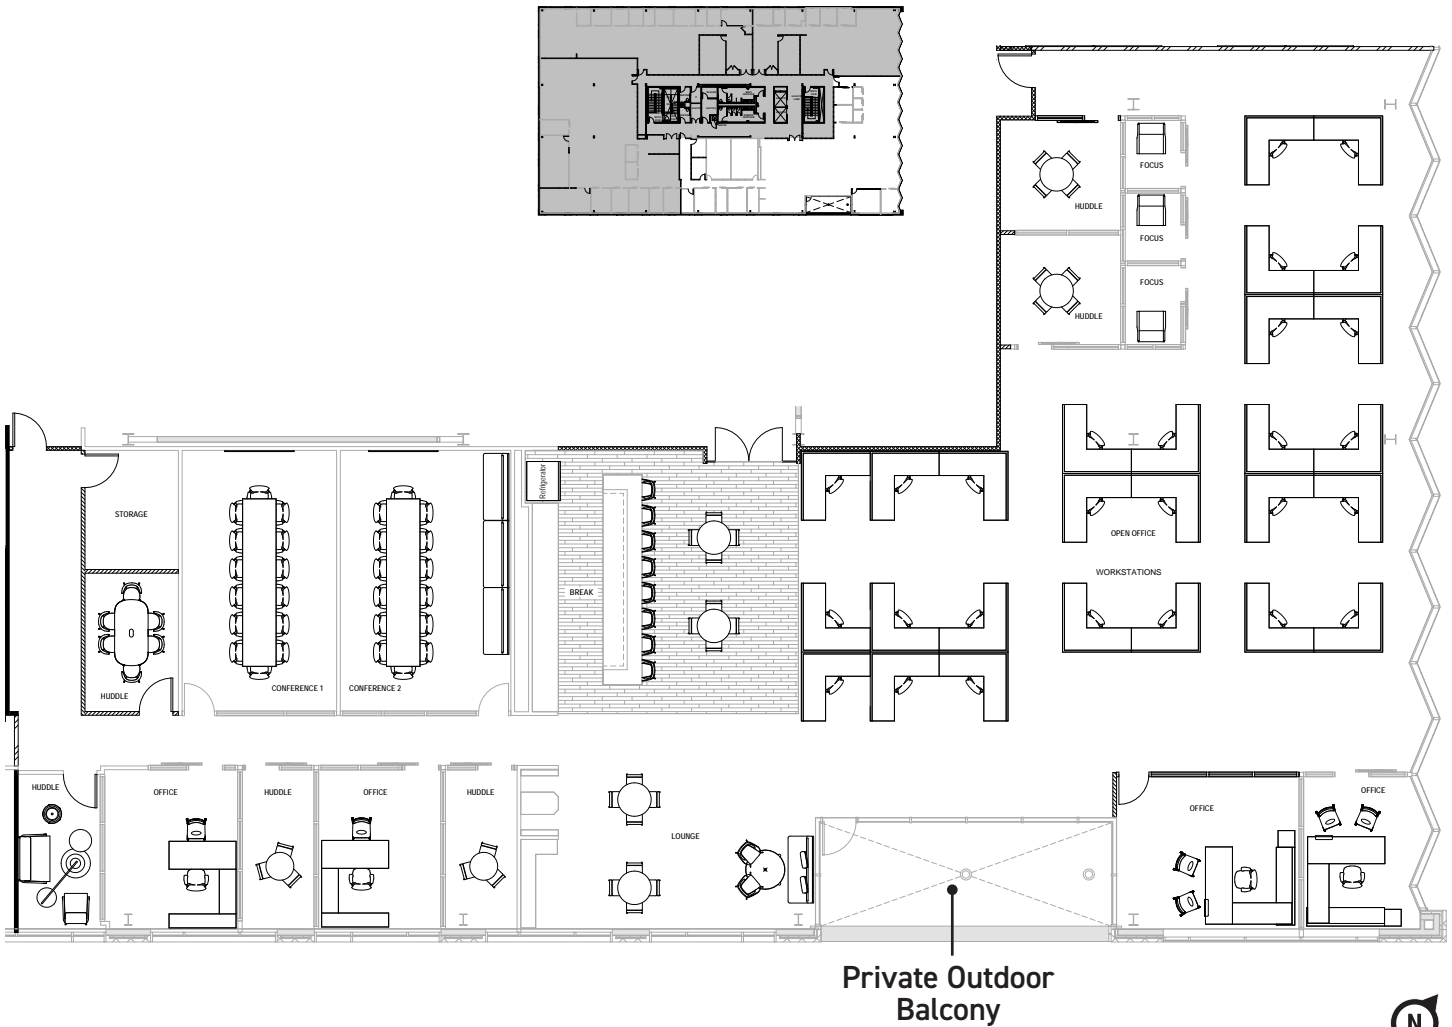 FOCUS
HUDDLE
FOCUS
FOCUS
HUDDLE
Refrigerator
STORAGE
OPEN OFFICE
WORKSTATIONS
BREAK
HUDDLE
CONFERENCE 1
CONFERENCE 2
HUDDLE
OFFICE
HUDDLE
OFFICE
HUDDLE
LOUNGE
OFFICE
OFFICE
Private Outdoor
Balcony
N